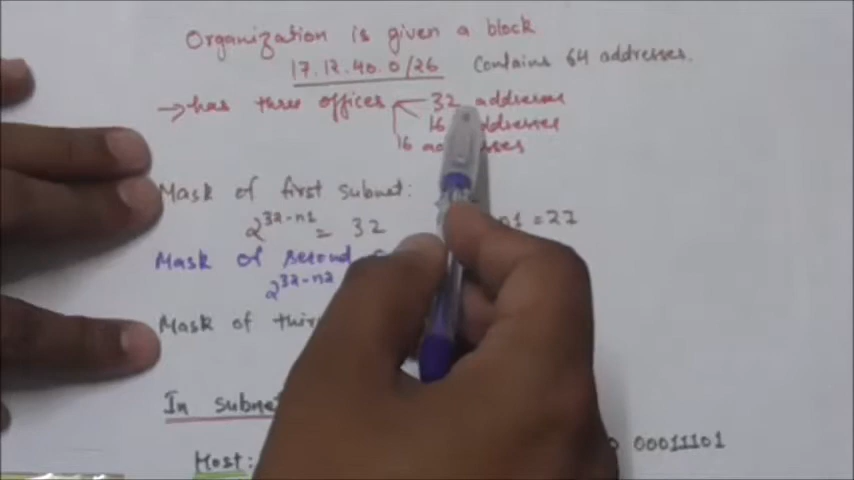 Organization is given a block
17.12.40.0/26 Contains 64 addresses.
→ has three offices 32 addresses
16 addresses
16 addresses
Mask of first subnet:
2^32-n1 = 32 n1 = 27
Mask of second
2^32-n2
Mask of third
In subnet
Host: 00011101